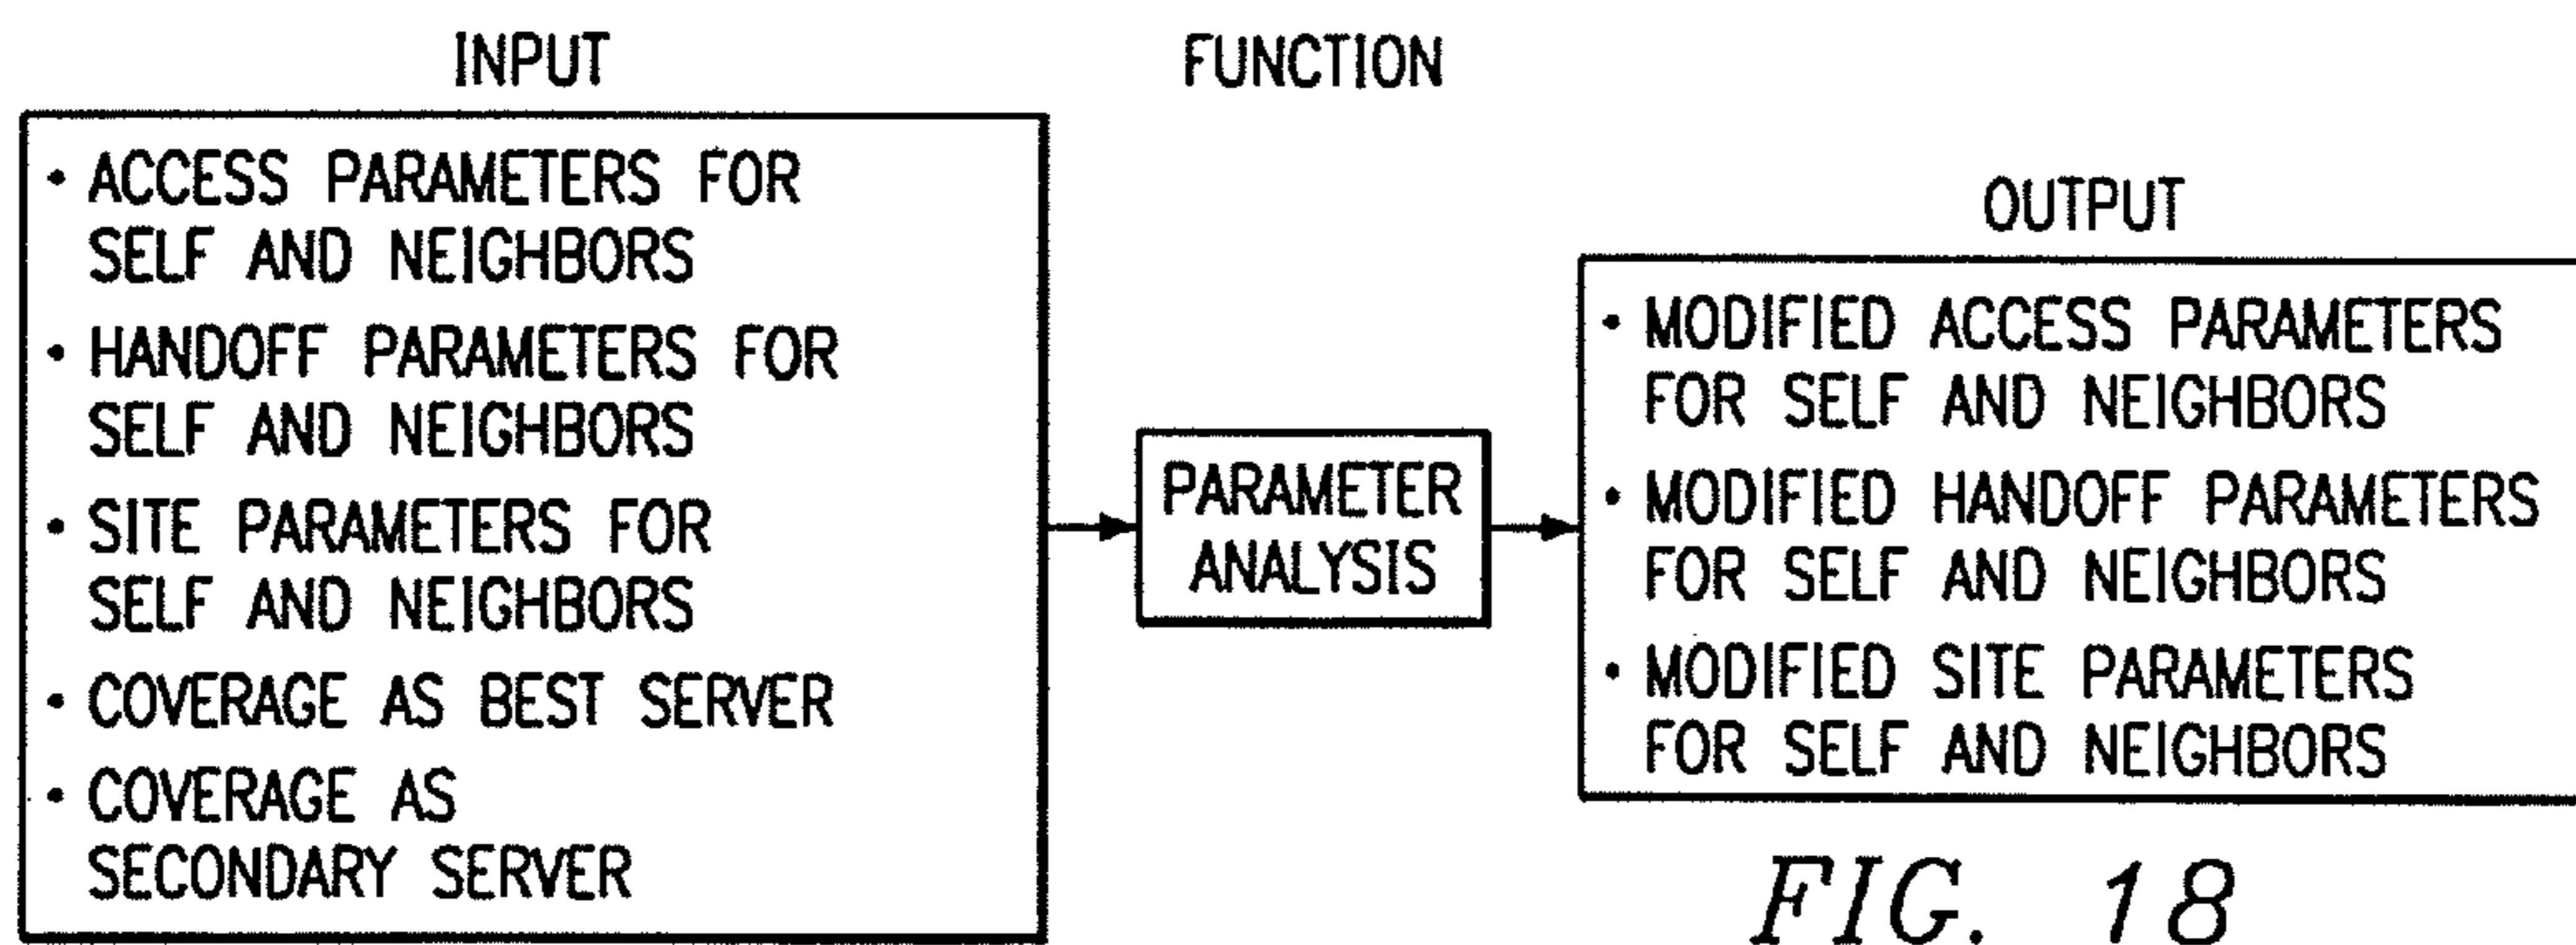 INPUT
• ACCESS PARAMETERS FOR
SELF AND NEIGHBORS
• HANDOFF PARAMETERS FOR
SELF AND NEIGHBORS
• SITE PARAMETERS FOR
SELF AND NEIGHBORS
• COVERAGE AS BEST SERVER
• COVERAGE AS
SECONDARY SERVER
FUNCTION
PARAMETER
ANALYSIS
OUTPUT
• MODIFIED ACCESS PARAMETERS
FOR SELF AND NEIGHBORS
• MODIFIED HANDOFF PARAMETERS
FOR SELF AND NEIGHBORS
• MODIFIED SITE PARAMETERS
FOR SELF AND NEIGHBORS
FIG. 18